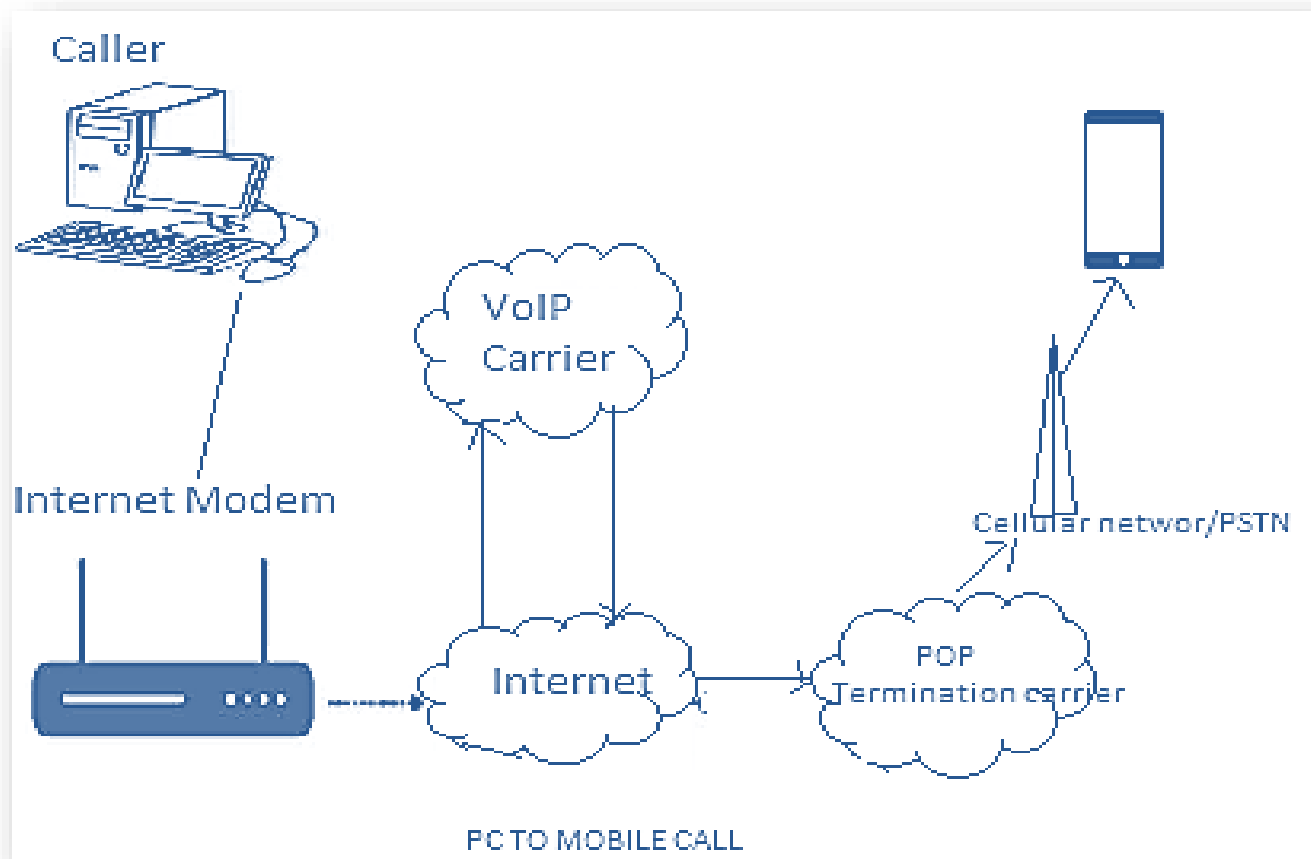 Caller
VoIP
Carrier
Internet Modem
Cellular networ/PSTN
Internet
POP
Termination carrier
PC TO MOBILE CALL